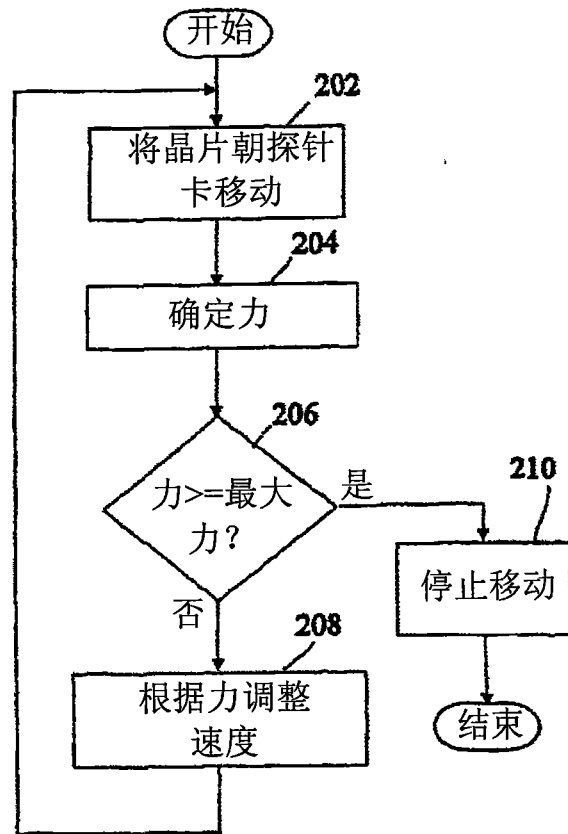 开始
202
将晶片朝探针
卡移动
204
确定力
206
力>=最大
力?
是
210
停止移动
否
208
根据力调整
速度
结束